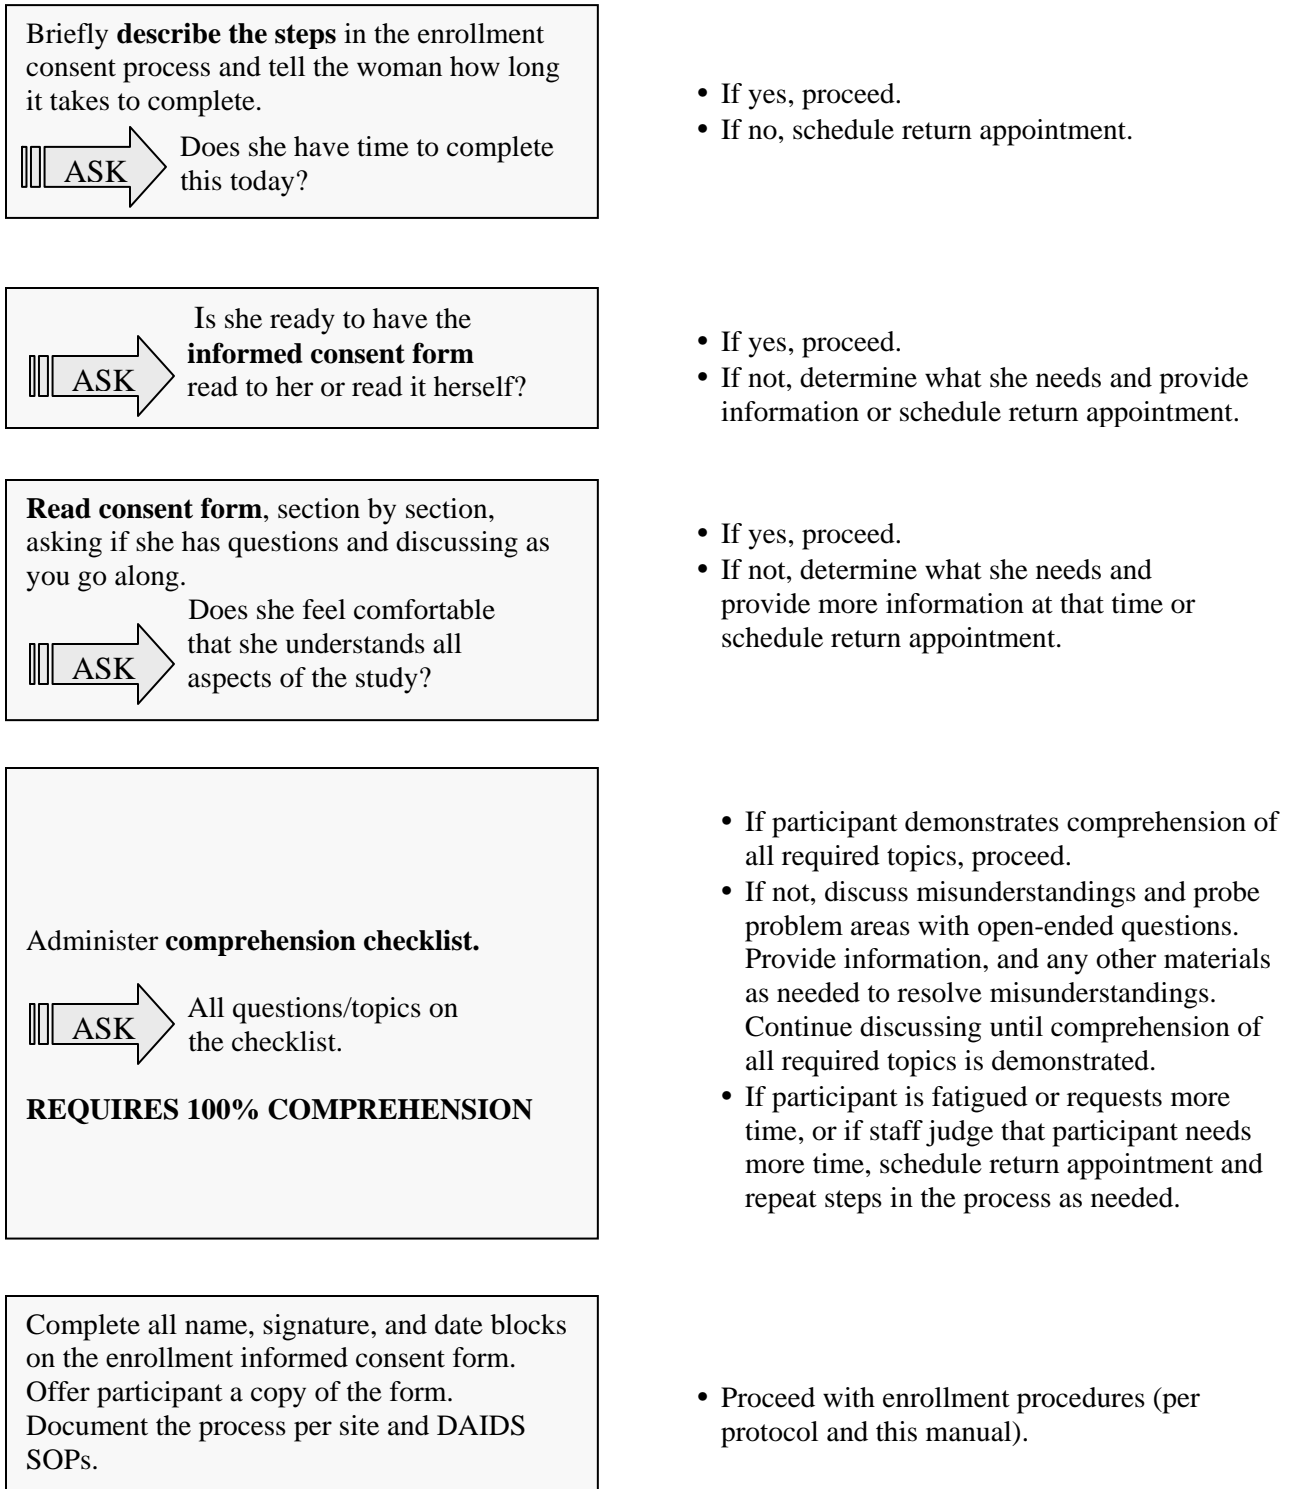 Briefly describe the steps in the enrollment
consent process and tell the woman how long
it takes to complete.
ASK
Does she have time to complete
this today?
• If yes, proceed.
• If no, schedule return appointment.
Is she ready to have the
informed consent form
read to her or read it herself?
ASK
• If yes, proceed.
• If not, determine what she needs and provide
information or schedule return appointment.
Read consent form, section by section,
asking if she has questions and discussing as
you go along.
Does she feel comfortable
that she understands all
aspects of the study?
ASK
• If yes, proceed.
• If not, determine what she needs and
provide more information at that time or
schedule return appointment.
Administer comprehension checklist.
ASK
All questions/topics on
the checklist.
REQUIRES 100% COMPREHENSION
• If participant demonstrates comprehension of
all required topics, proceed.
• If not, discuss misunderstandings and probe
problem areas with open-ended questions.
Provide information, and any other materials
as needed to resolve misunderstandings.
Continue discussing until comprehension of
all required topics is demonstrated.
• If participant is fatigued or requests more
time, or if staff judge that participant needs
more time, schedule return appointment and
repeat steps in the process as needed.
Complete all name, signature, and date blocks
on the enrollment informed consent form.
Offer participant a copy of the form.
Document the process per site and DAIDS
SOPs.
• Proceed with enrollment procedures (per
protocol and this manual).